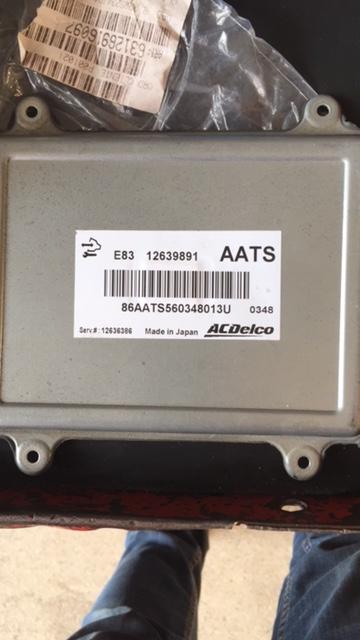 E83 12639891 AATS
86AATS560348013U 0348
Serv.#: 12636386 Made in Japan ACDelco